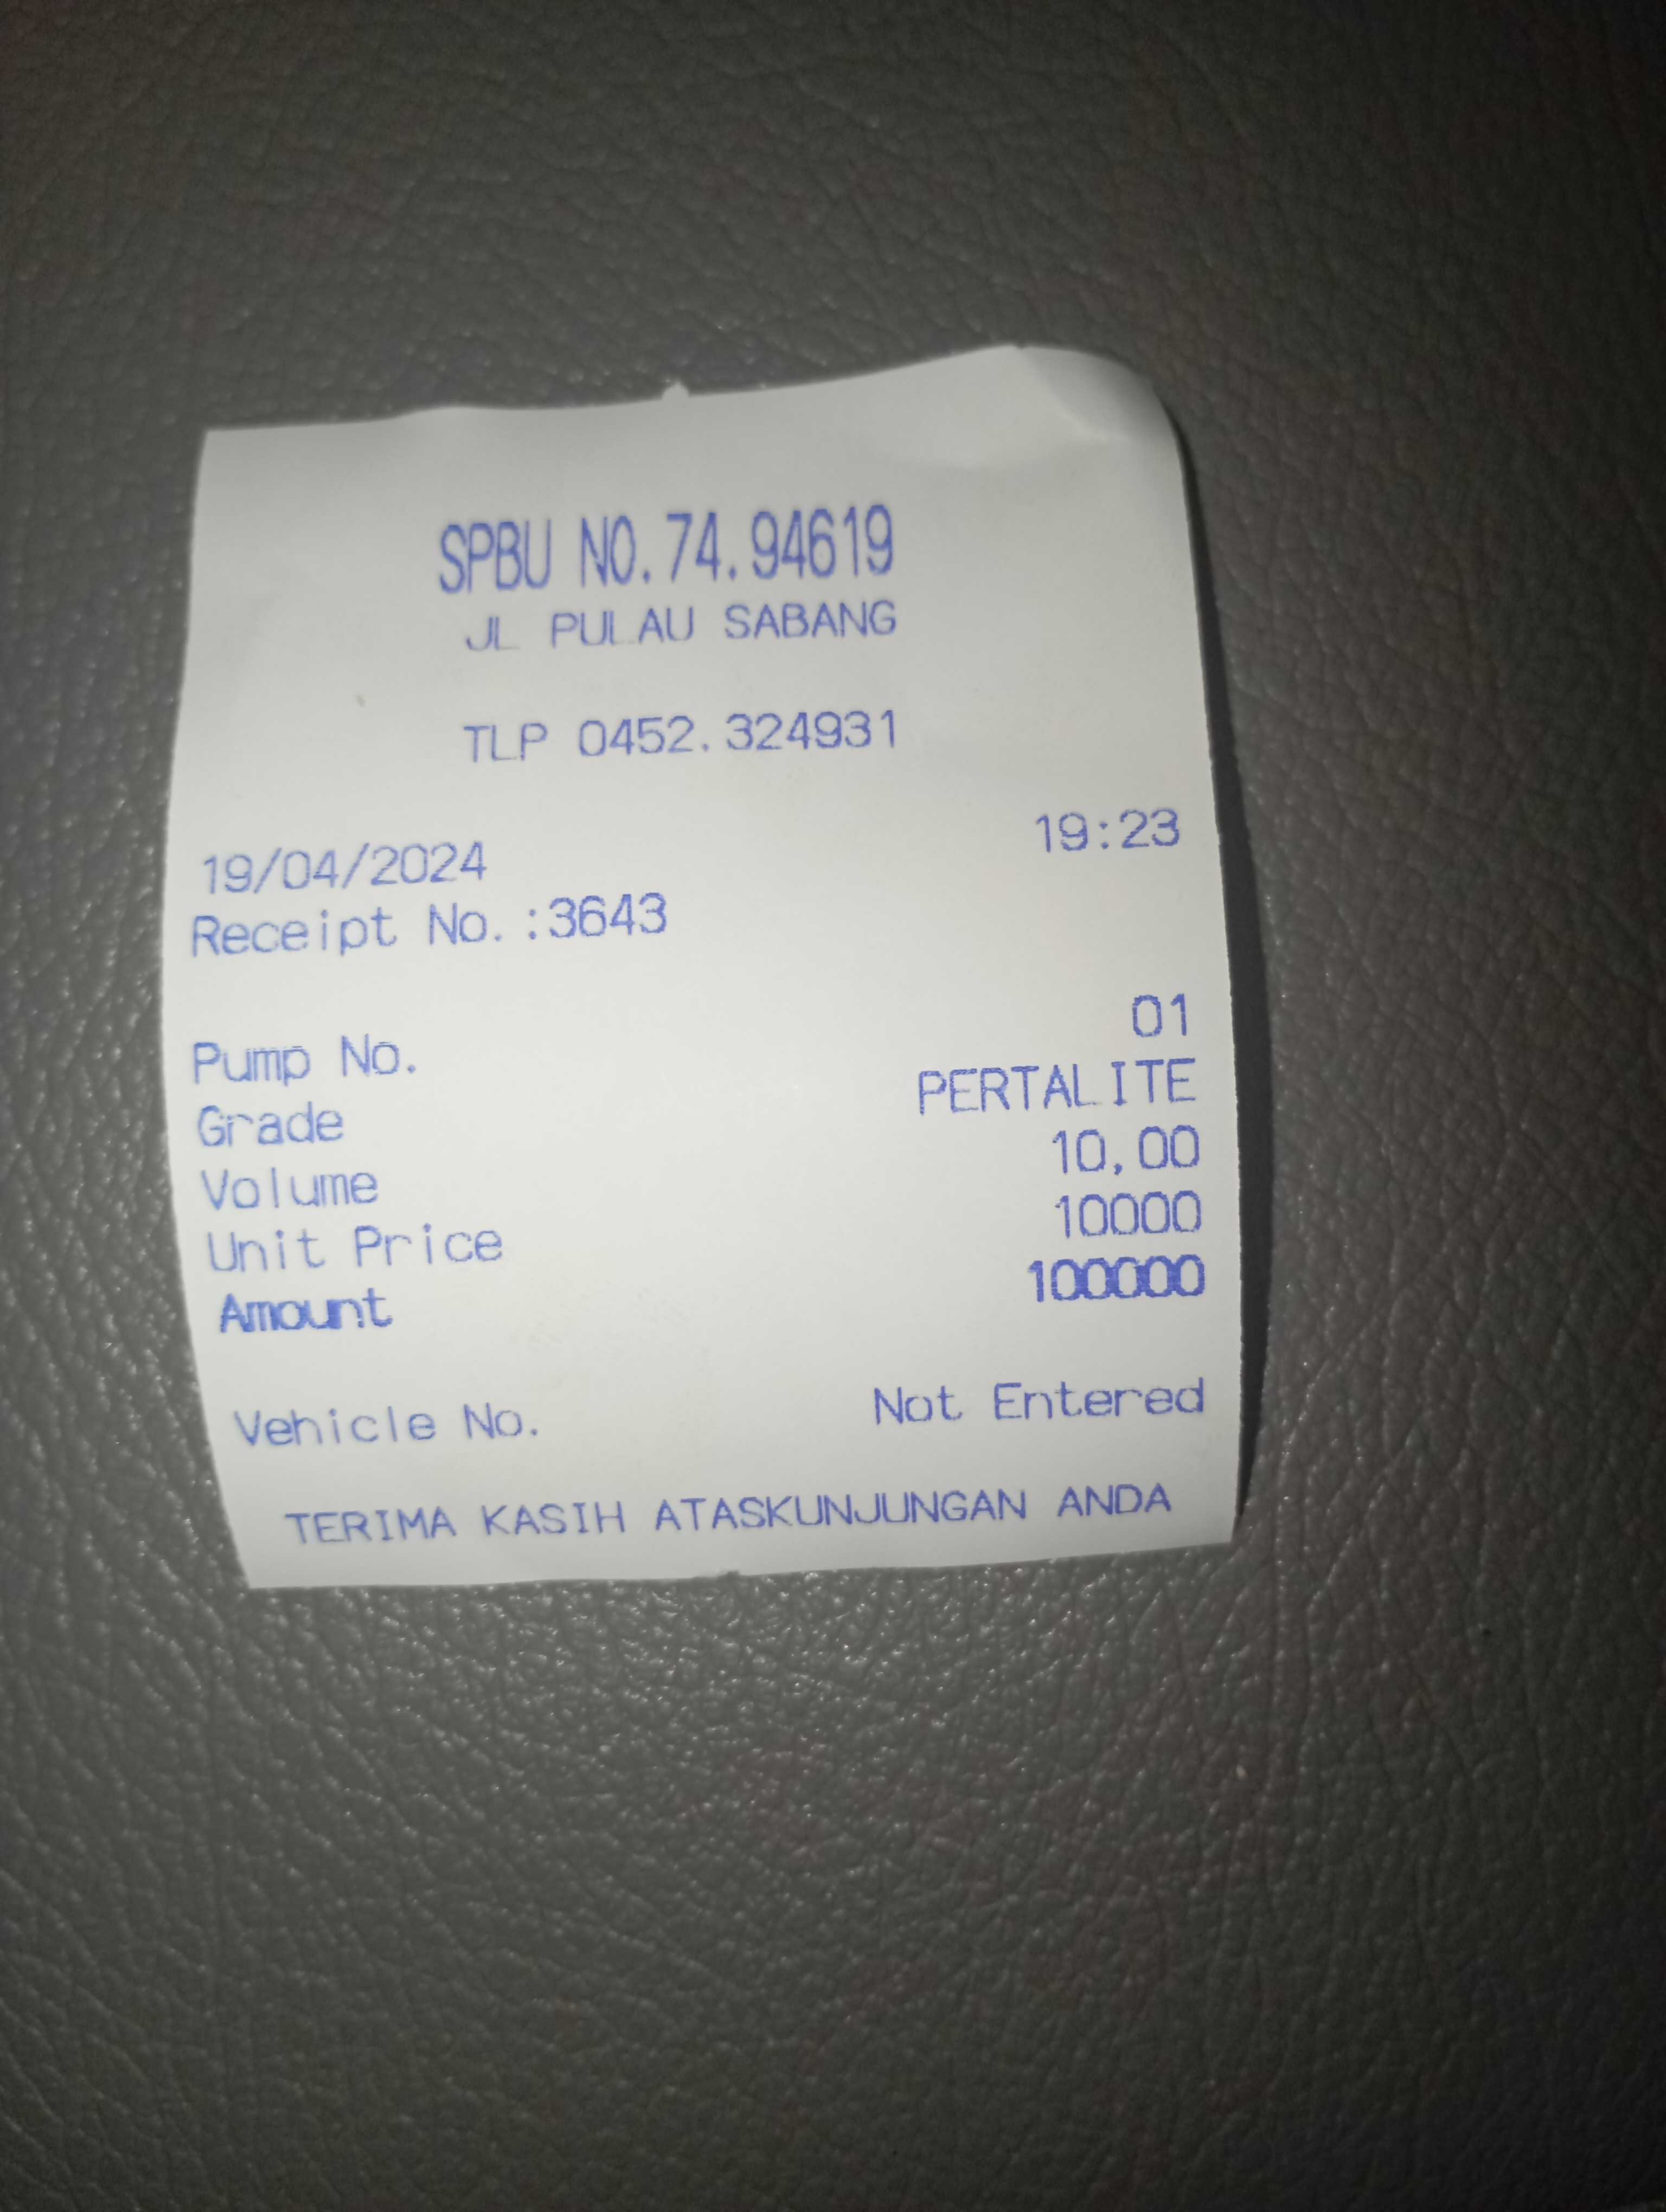 SPBU NO.74.94619
JL PULAU SABANG
TLP 0452.324931
19/04/2024 19:23
Receipt No.:3643
Pump No. 01
Grade PERTALITE
Volume 10,00
Unit Price 10000
Amount 100000
Vehicle No. Not Entered
TERIMA KASIH ATASKUNJUNGAN ANDA